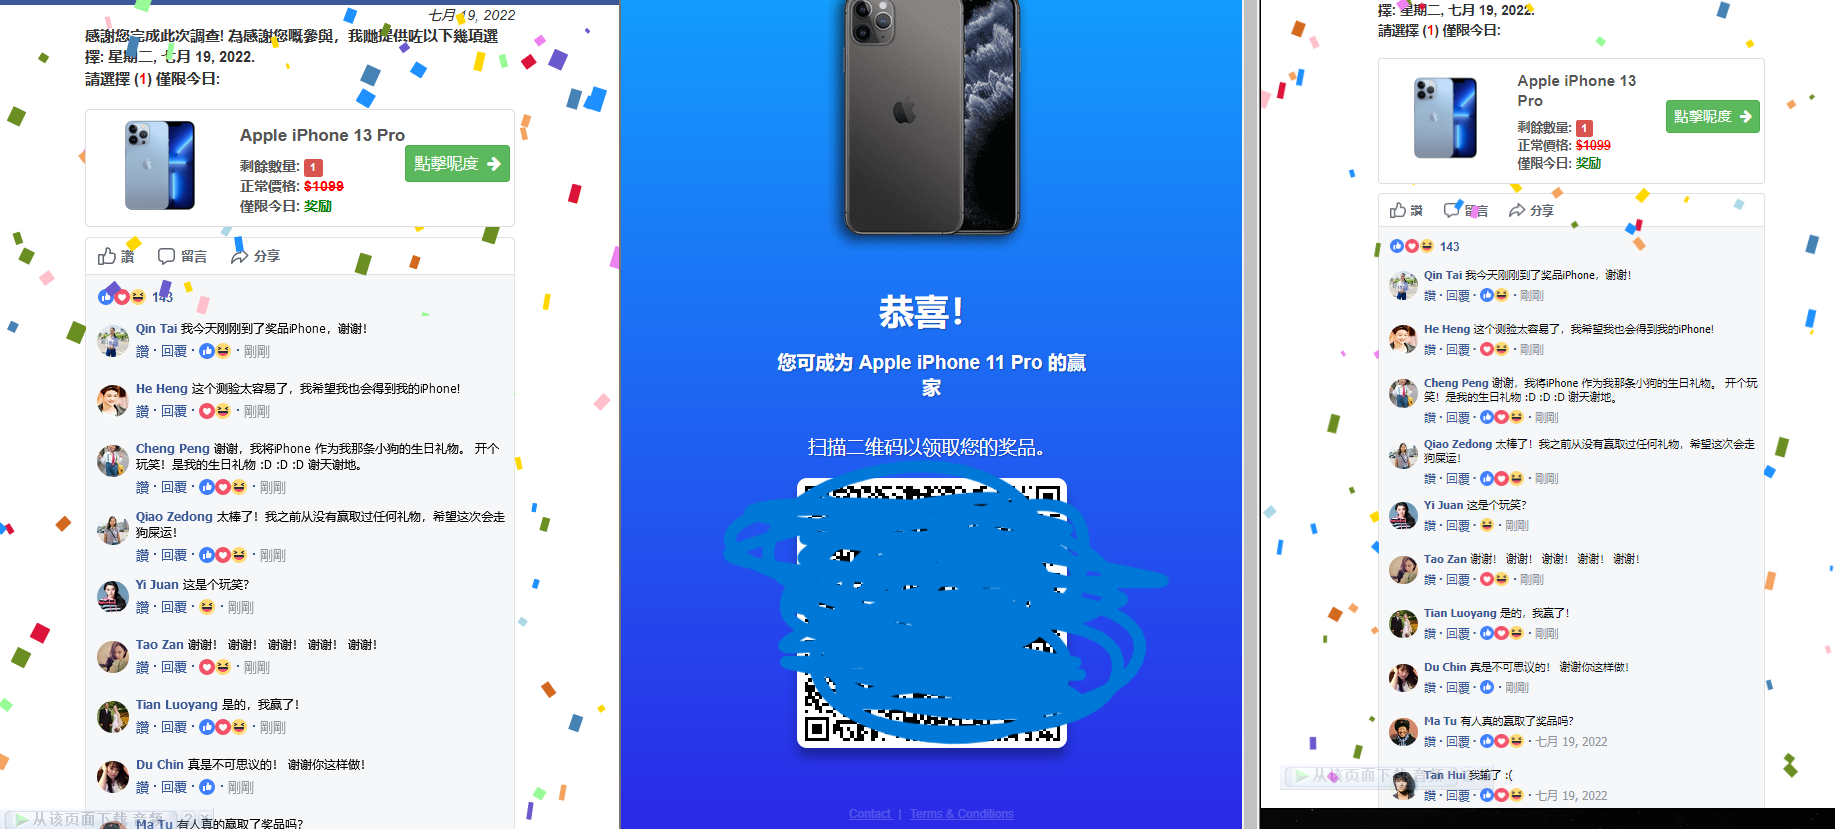 七月 19, 2022
感謝您完成此次調查! 為感謝您嘅參與，我哋提供咗以下幾項選
擇: 星期二, 七月 19, 2022.
請選擇 (1) 僅限今日:
Apple iPhone 13 Pro
剩餘數量: 1
正常價格: $1099
僅限今日: 奖励
點擊呢度
讚 留言 分享
143
Qin Tai 我今天刚刚到了奖品iPhone，谢谢！
讚 · 回覆 · · 剛剛
He Heng 这个测验太容易了，我希望我也会得到我的iPhone!
讚 · 回覆 · · 剛剛
Cheng Peng 谢谢，我将iPhone 作为我那条小狗的生日礼物。 开个
玩笑！是我的生日礼物 :D :D :D 谢天谢地。
讚 · 回覆 · · 剛剛
Qiao Zedong 太棒了！我之前从没有赢取过任何礼物，希望这次会走
狗屎运！
讚 · 回覆 · · 剛剛
Yi Juan 这是个玩笑？
讚 · 回覆 · · 剛剛
Tao Zan 谢谢！ 谢谢！ 谢谢！ 谢谢！ 谢谢！
讚 · 回覆 · · 剛剛
Tian Luoyang 是的，我赢了！
讚 · 回覆 · · 剛剛
Du Chin 真是不可思议的！ 谢谢你这样做！
讚 · 回覆 · · 剛剛
Ma Tu 有人真的赢取了奖品吗？
从该页面下载 音频
恭喜！
您可成为 Apple iPhone 11 Pro 的赢
家
扫描二维码以领取您的奖品。
Contact | Terms & Conditions
擇: 星期二, 七月 19, 2022.
請選擇 (1) 僅限今日:
Apple iPhone 13
Pro
剩餘數量: 1
正常價格: $1099
僅限今日: 奖励
點擊呢度
讚 留言 分享
143
Qin Tai 我今天刚刚到了奖品iPhone，谢谢！
讚 · 回覆 · · 剛剛
He Heng 这个测验太容易了，我希望我也会得到我的iPhone!
讚 · 回覆 · · 剛剛
Cheng Peng 谢谢，我将iPhone 作为我那条小狗的生日礼物。 开个玩
笑！是我的生日礼物 :D :D :D 谢天谢地。
讚 · 回覆 · · 剛剛
Qiao Zedong 太棒了！我之前从没有赢取过任何礼物，希望这次会走
狗屎运！
讚 · 回覆 · · 剛剛
Yi Juan 这是个玩笑？
讚 · 回覆 · · 剛剛
Tao Zan 谢谢！ 谢谢！ 谢谢！ 谢谢！ 谢谢！
讚 · 回覆 · · 剛剛
Tian Luoyang 是的，我赢了！
讚 · 回覆 · · 剛剛
Du Chin 真是不可思议的！ 谢谢你这样做！
讚 · 回覆 · · 剛剛
Ma Tu 有人真的赢取了奖品吗？
讚 · 回覆 · · 七月 19, 2022
从该页面下载 音频
Tan Hui 我输了 :(
讚 · 回覆 · · 七月 19, 2022